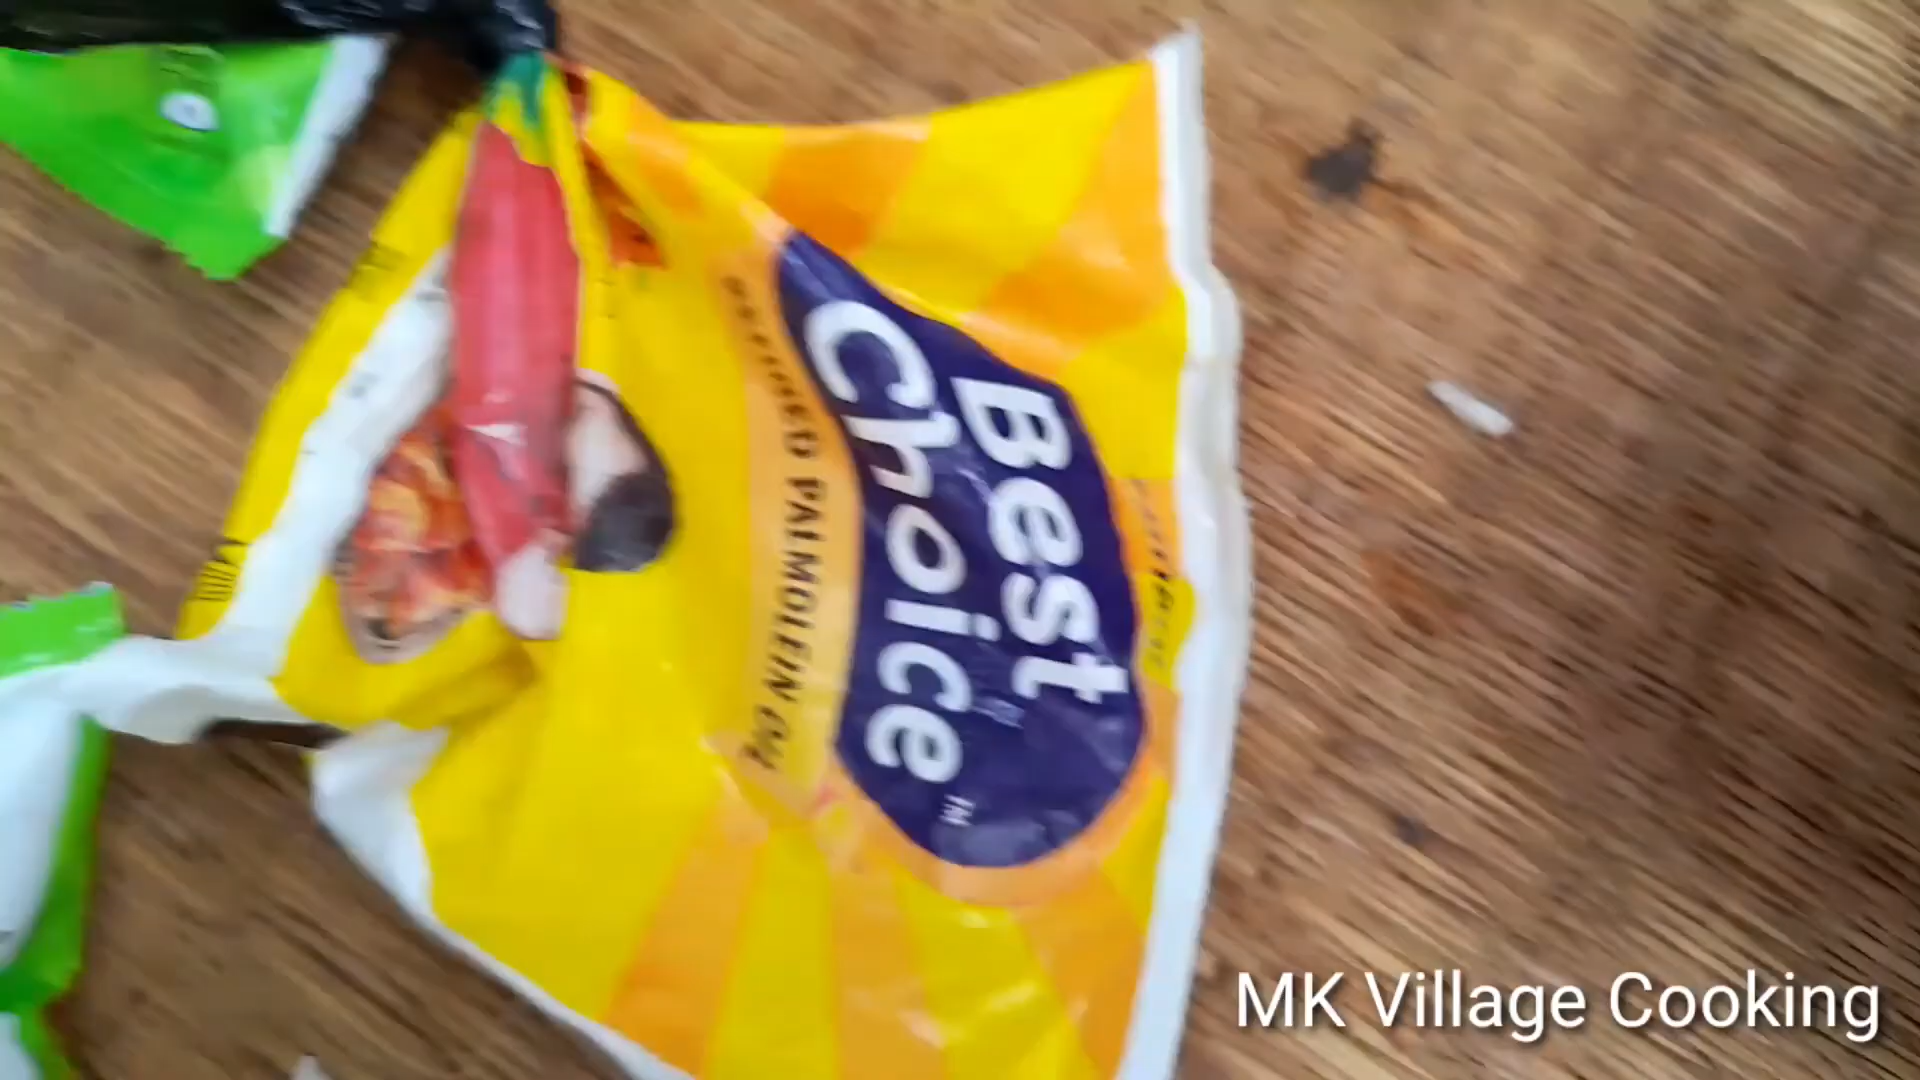 Best
Choice
TM
REFINED PALMOLEIN OIL
MK Village Cooking